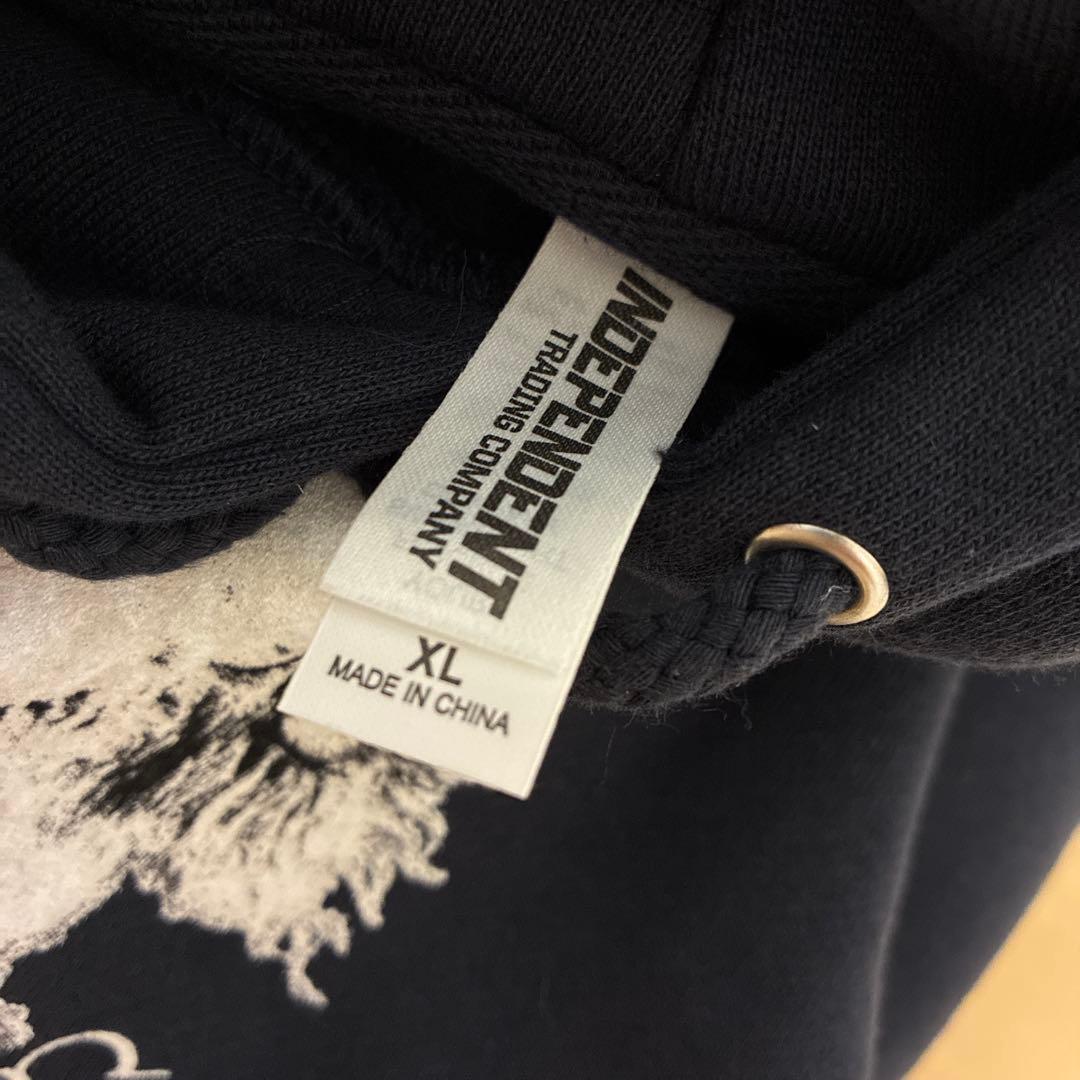 INDEPENDENT
TRADING COMPANY
XL
MADE IN CHINA